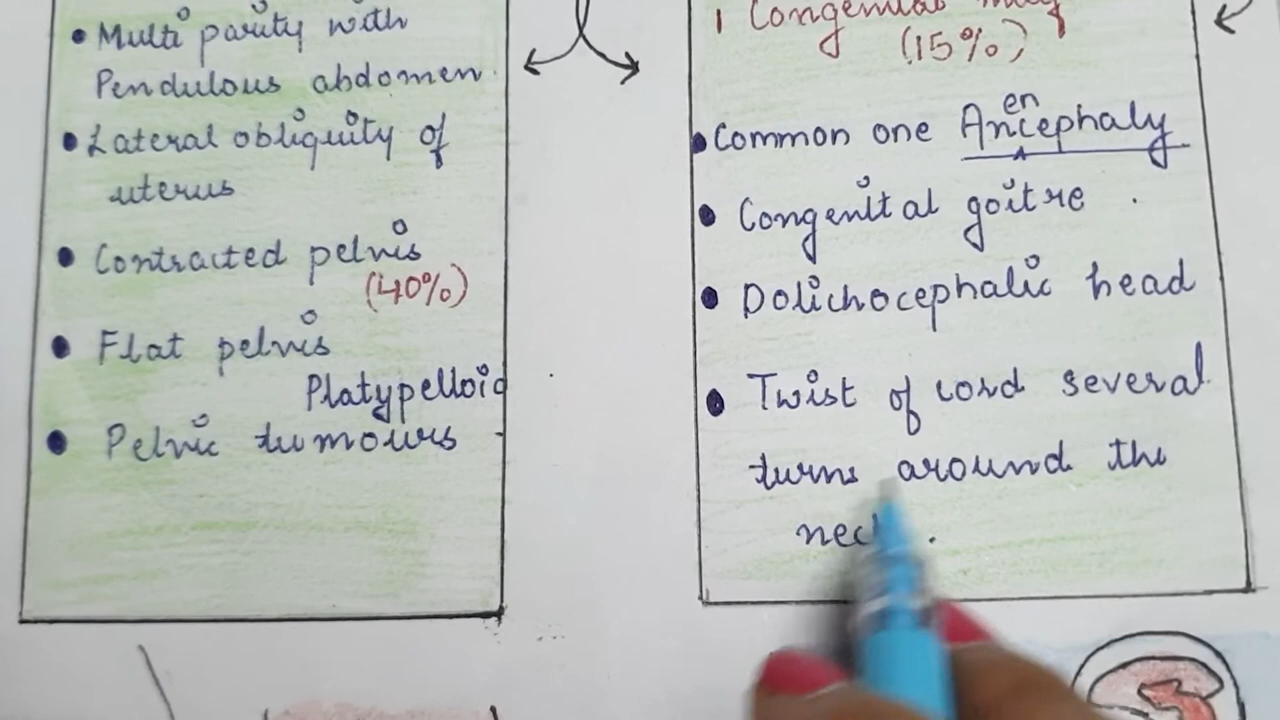 • Multi parity with
Pendulous abdomen
• Lateral obliquity of
uterus
• Contracted pelvis
(40%)
• Flat pelvis
Platypelloid
• Pelvic tumours
Congenital
(15%)
• Common one Ancephaly
en
• Congenital goitre
• Dolichocephalic head
• Twist of cord several
turns around the